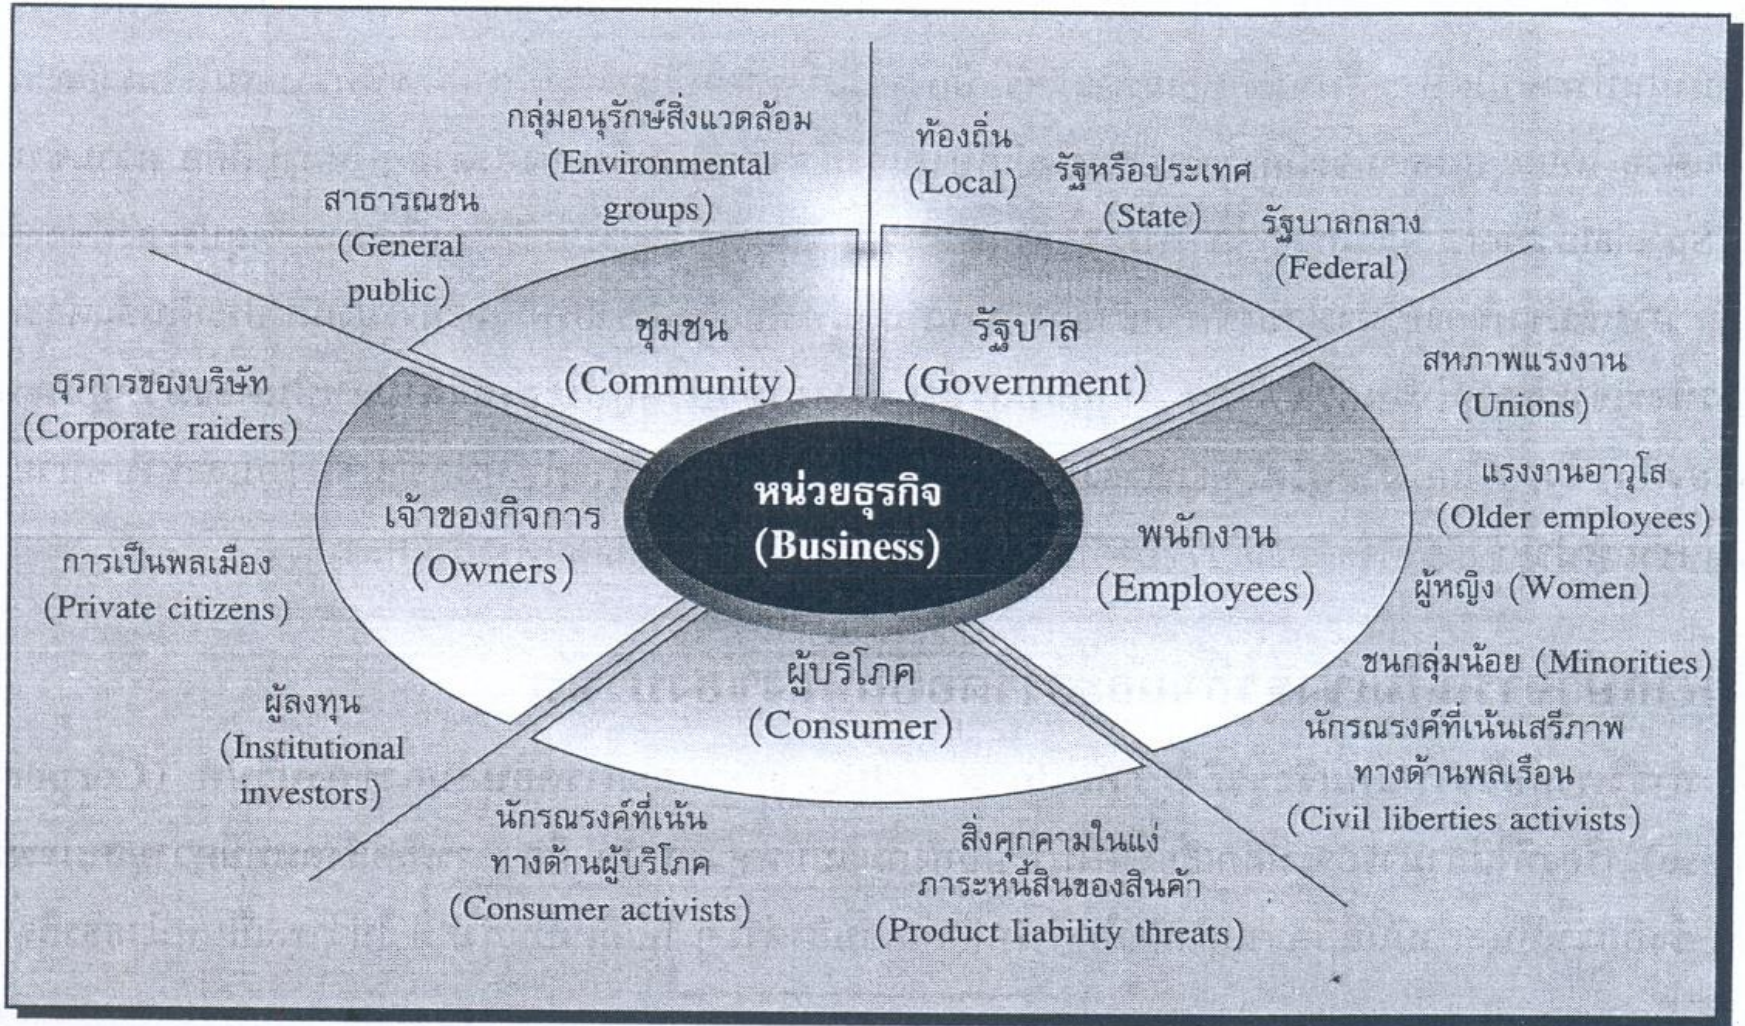 กลุ่มอนุรักษ์สิ่งแวดล้อม
(Environmental
groups)
สาธารณชน
(General
public)
ชุมชน
(Community)
ท้องถิ่น
(Local)
รัฐหรือประเทศ
(State)
รัฐบาลกลาง
(Federal)
รัฐบาล
(Government)
ธุรการของบริษัท
(Corporate raiders)
การเป็นพลเมือง
(Private citizens)
ผู้ลงทุน
(Institutional
investors)
เจ้าของกิจการ
(Owners)
หน่วยธุรกิจ
(Business)
พนักงาน
(Employees)
สหภาพแรงงาน
(Unions)
แรงงานอาวุโส
(Older employees)
ผู้หญิง (Women)
ชนกลุ่มน้อย (Minorities)
นักรณรงค์ที่เน้นเสรีภาพ
ทางด้านพลเรือน
(Civil liberties activists)
ผู้บริโภค
(Consumer)
นักรณรงค์ที่เน้น
ทางด้านผู้บริโภค
(Consumer activists)
สิ่งคุกคามในแง่
ภาระหนี้สินของสินค้า
(Product liability threats)